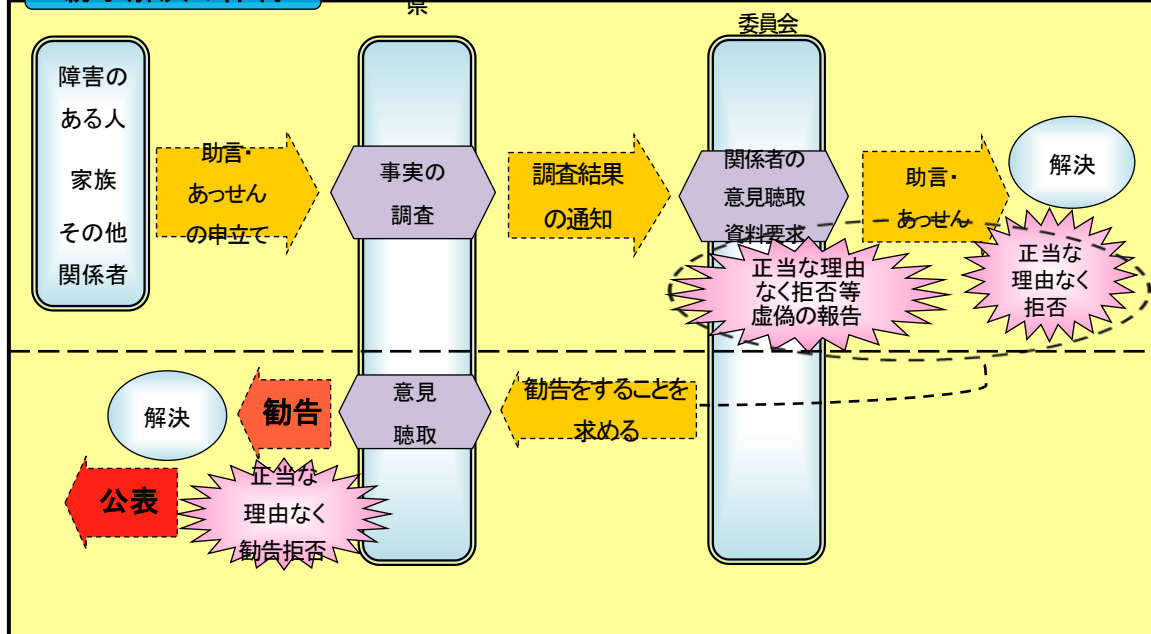 県
委員会
障害の
ある人
家族
その他
関係者
助言・
あっせん
の申立て
事実の
調査
調査結果
の通知
関係者の
意見聴取
資料要求
助言・
あっせん
解決
正当な理由
なく拒否等
虚偽の報告
正当な
理由なく
拒否
勧告をすることを
求める
意見
聴取
勧告
解決
正当な
理由なく
勧告拒否
公表